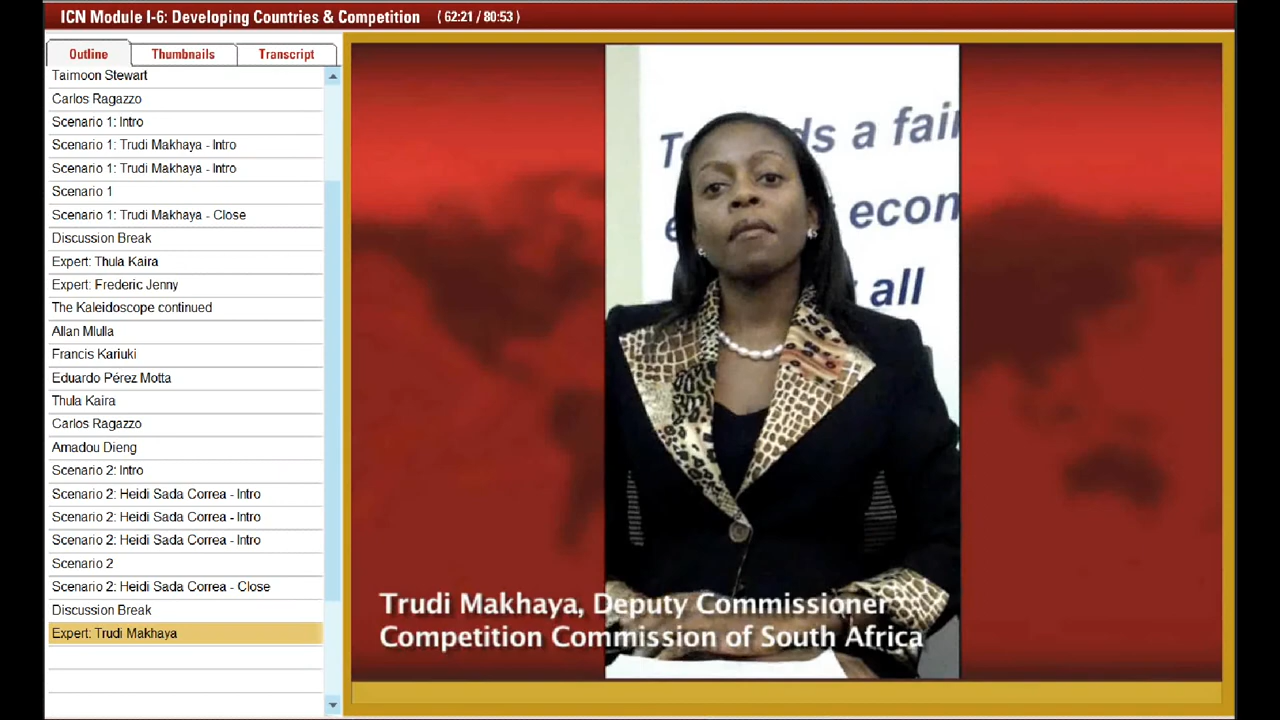 ICN Module I-6: Developing Countries & Competition ( 62:21 / 80:53 )
Outline Thumbnails Transcript
Taimoon Stewart
Carlos Ragazzo
Scenario 1: Intro
Scenario 1: Trudi Makhaya - Intro
Scenario 1: Trudi Makhaya - Intro
Scenario 1
Scenario 1: Trudi Makhaya - Close
Discussion Break
Expert: Thula Kaira
Expert: Frederic Jenny
The Kaleidoscope continued
Allan Mlulla
Francis Kariuki
Eduardo Pérez Motta
Thula Kaira
Carlos Ragazzo
Amadou Dieng
Scenario 2: Intro
Scenario 2: Heidi Sada Correa - Intro
Scenario 2: Heidi Sada Correa - Intro
Scenario 2: Heidi Sada Correa - Intro
Scenario 2
Scenario 2: Heidi Sada Correa - Close
Discussion Break
Expert: Trudi Makhaya
a fair
econ
all
Trudi Makhaya, Deputy Commissioner
Competition Commission of South Africa